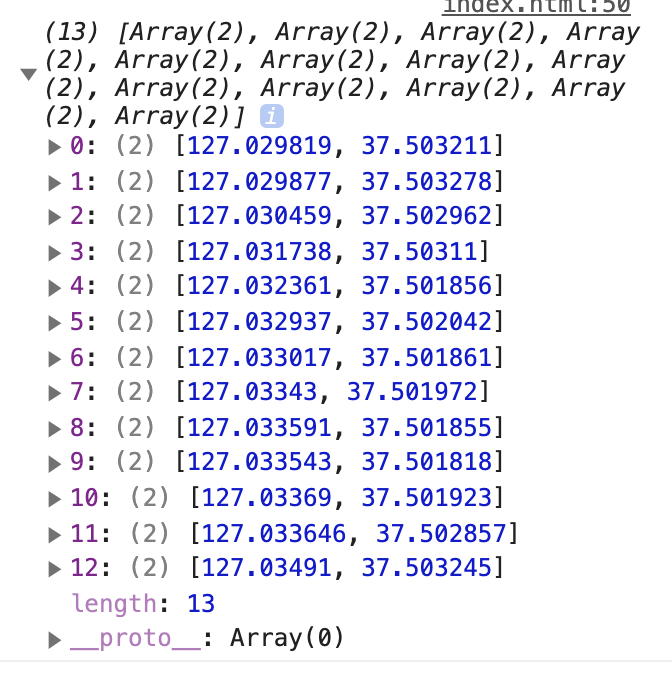 index.html:50
(13) [Array(2), Array(2), Array(2), Array
(2), Array(2), Array(2), Array(2), Array
(2), Array(2), Array(2), Array(2), Array
(2), Array(2)] i
0: (2) [127.029819, 37.503211]
1: (2) [127.029877, 37.503278]
2: (2) [127.030459, 37.502962]
3: (2) [127.031738, 37.50311]
4: (2) [127.032361, 37.501856]
5: (2) [127.032937, 37.502042]
6: (2) [127.033017, 37.501861]
7: (2) [127.03343, 37.501972]
8: (2) [127.033591, 37.501855]
9: (2) [127.033543, 37.501818]
10: (2) [127.03369, 37.501923]
11: (2) [127.033646, 37.502857]
12: (2) [127.03491, 37.503245]
length: 13
__proto__: Array(0)